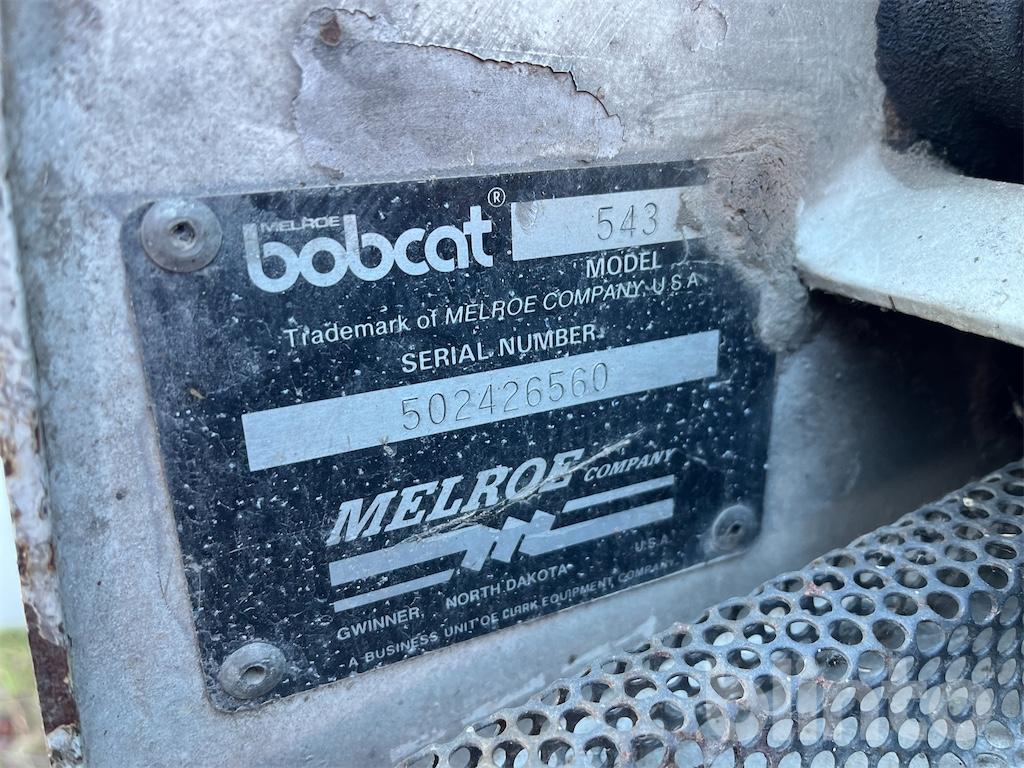 MELROE
bobcat®
543
MODEL
Trademark of MELROE COMPANY U.S.A.
SERIAL NUMBER
502426560
MELROE COMPANY
GWINNER, NORTH DAKOTA U.S.A.
A BUSINESS UNIT OF CLARK EQUIPMENT COMPANY